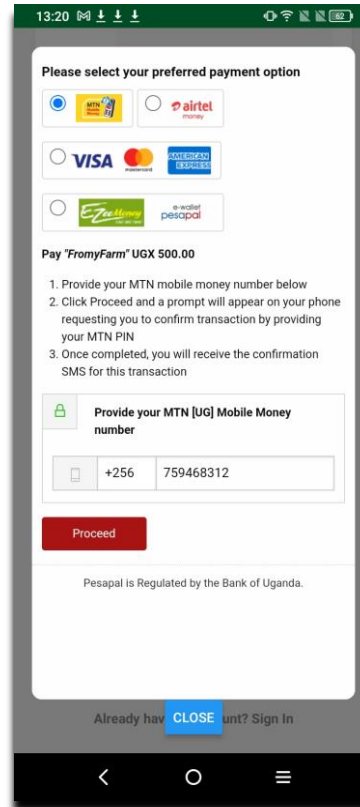 13:20
62
Please select your preferred payment option
MTN Mobile Money
airtel money
VISA mastercard AMERICAN EXPRESS
EZeeMoney e-wallet pesapal
Pay "FromyFarm" UGX 500.00
1. Provide your MTN mobile money number below
2. Click Proceed and a prompt will appear on your phone
requesting you to confirm transaction by providing
your MTN PIN
3. Once completed, you will receive the confirmation
SMS for this transaction
Provide your MTN [UG] Mobile Money
number
+256 759468312
Proceed
Pesapal is Regulated by the Bank of Uganda.
Already hav CLOSE unt? Sign In